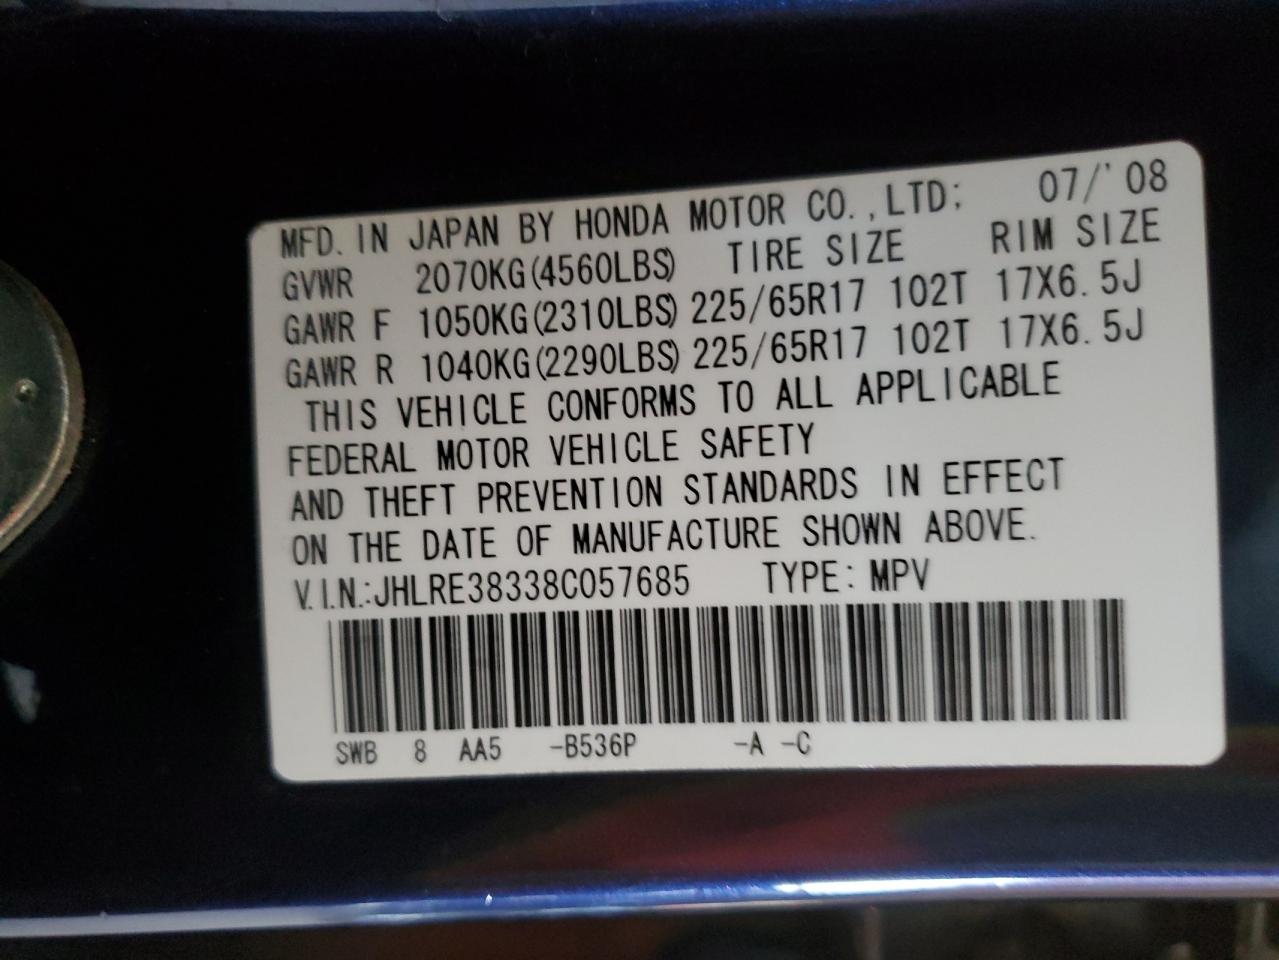 MFD. IN JAPAN BY HONDA MOTOR CO.,LTD; 07/'08
GVWR 2070KG(4560LBS) TIRE SIZE RIM SIZE
GAWR F 1050KG(2310LBS) 225/65R17 102T 17X6.5J
GAWR R 1040KG(2290LBS) 225/65R17 102T 17X6.5J
THIS VEHICLE CONFORMS TO ALL APPLICABLE
FEDERAL MOTOR VEHICLE SAFETY
AND THEFT PREVENTION STANDARDS IN EFFECT
ON THE DATE OF MANUFACTURE SHOWN ABOVE.
V.I.N.:JHLRE38338C057685 TYPE: MPV
SWB 8 AA5 -B536P -A -C